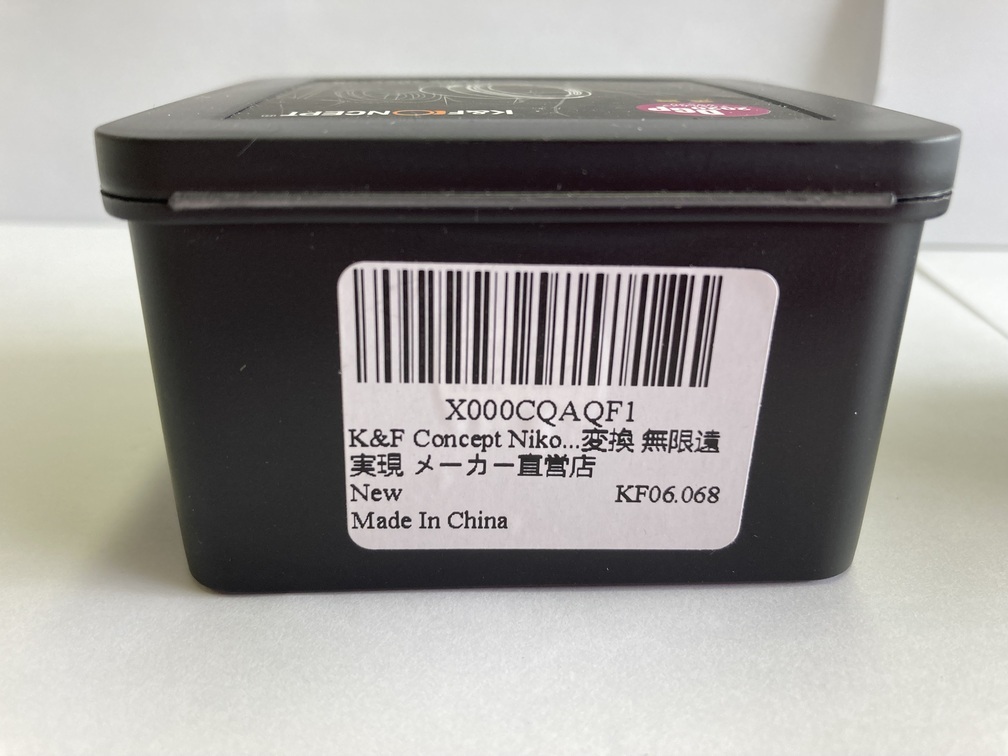 K&F CONCEPT
X000CQAQF1
K&F Concept Niko...変換 無限遠
実現 メーカー直営店
New KF06.068
Made In China